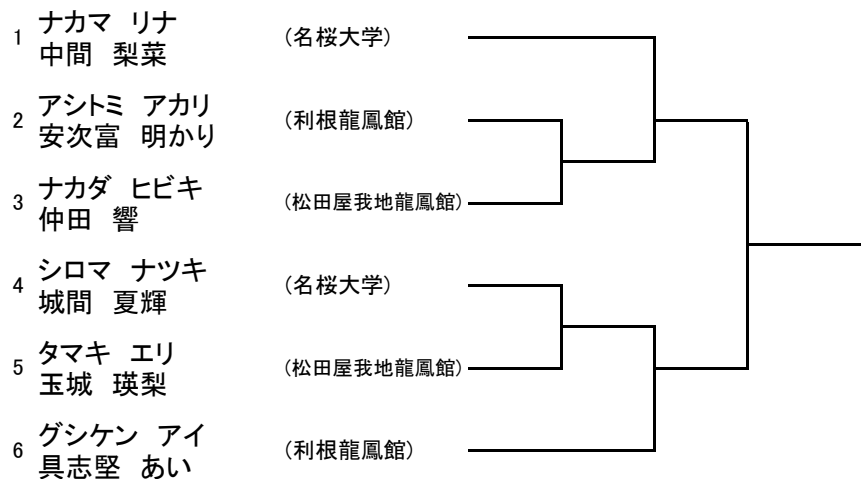 ナカマ　リナ
1 中間　梨菜 (名桜大学)
アシトミ　アカリ
2 安次富　明かり (利根龍鳳館)
ナカダ　ヒビキ
3 仲田　響 (松田屋我地龍鳳館)
シロマ　ナツキ
4 城間　夏輝 (名桜大学)
タマキ　エリ
5 玉城　瑛梨 (松田屋我地龍鳳館)
グシケン　アイ
6 具志堅　あい (利根龍鳳館)